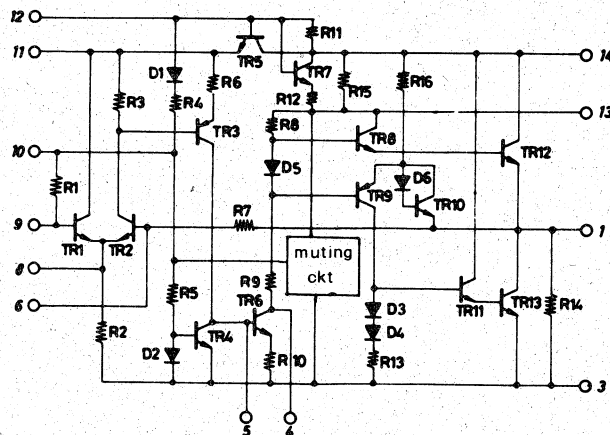 12
R11
11
14
D1
TR5
TR7
R6
R15
R16
R3
R4
R12
13
R8
TR3
TR8
10
TR12
D5
R1
TR9
D6
TR10
R7
9
1
TR1
TR2
muting
ckt
8
R9
R5
D3
TR11
TR13
R14
6
TR6
D4
R2
TR4
D2
R10
R13
3
5
4